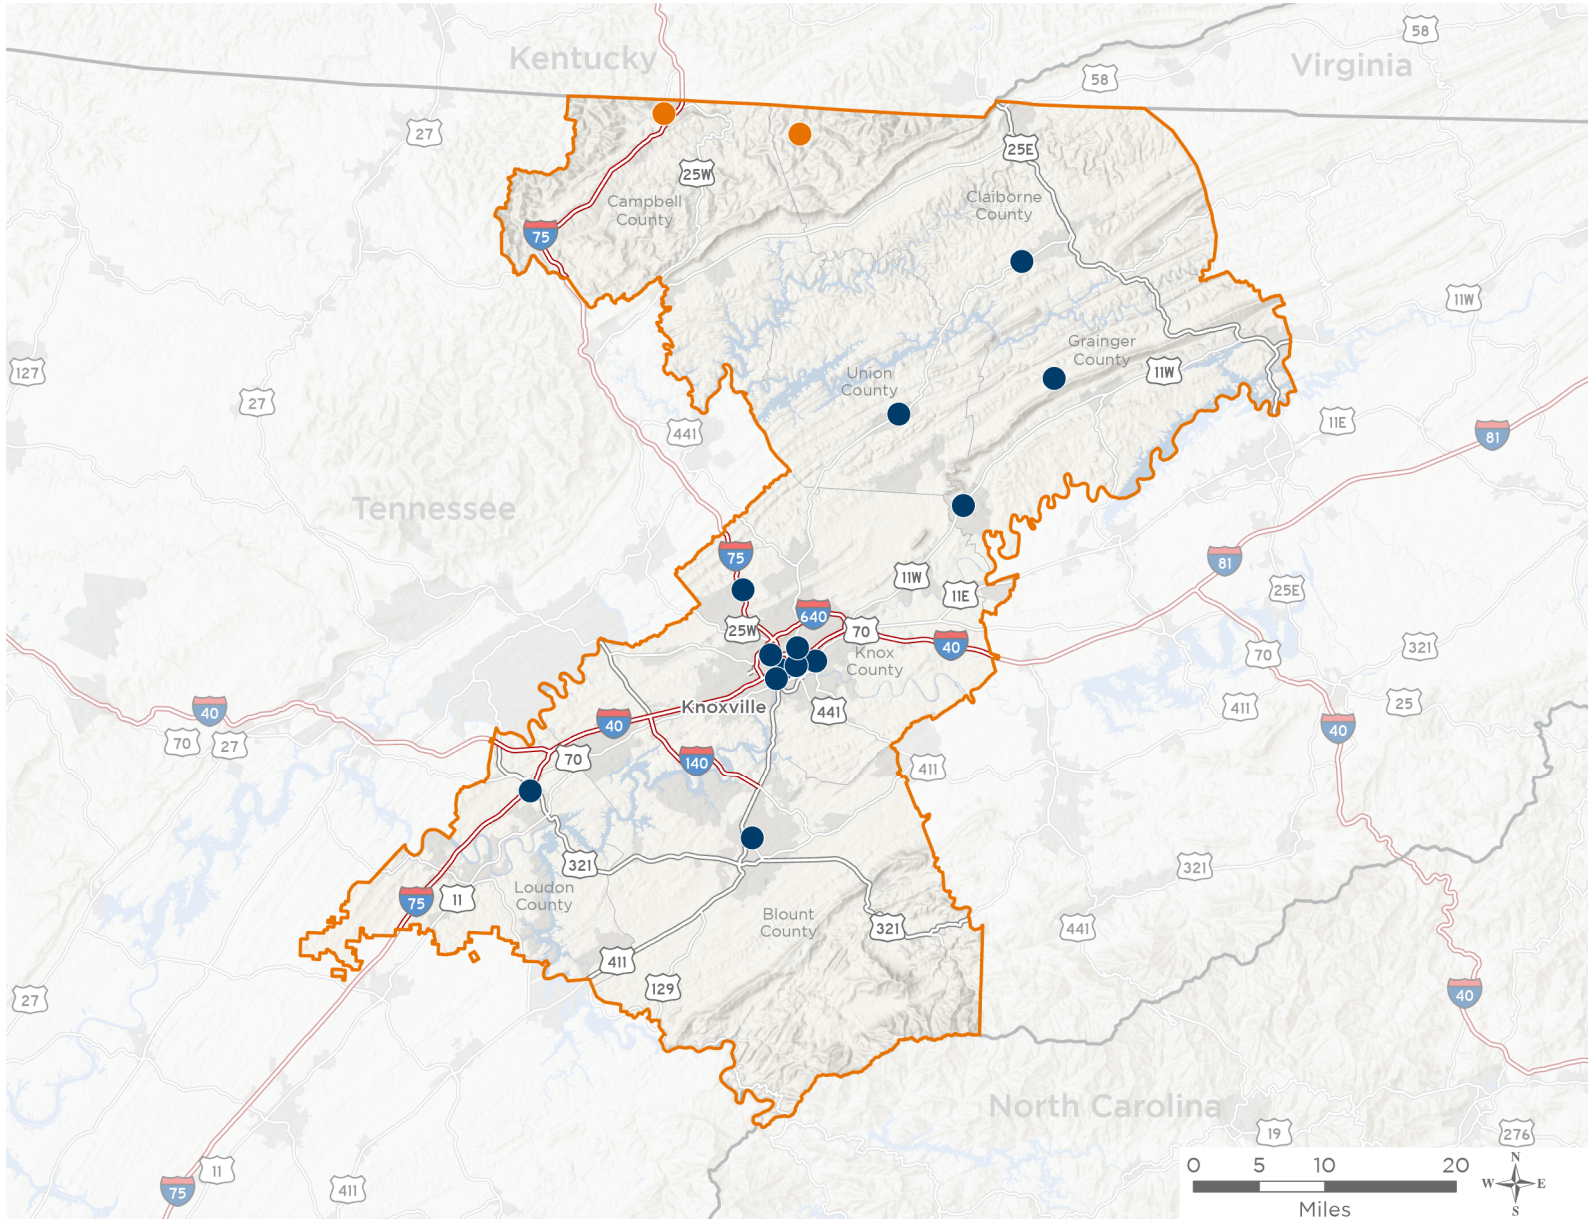 58
Kentucky
Virginia
58
27
25E
25W
Claiborne
County
Campbell
County
75
11W
Grainger
County
11W
127
Union
County
27
11E
441
81
Tennessee
75
81
11W
25E
11E
640
25W
70
40
321
Knox
County
70
Knoxville
40
441
411
25
40
40
70
27
70
140
411
321
321
75
11
Loudon
County
Blount
County
321
441
411
129
40
27
North Carolina
19
276
11
75
411
0
5
10
20
Miles
N
W
E
S